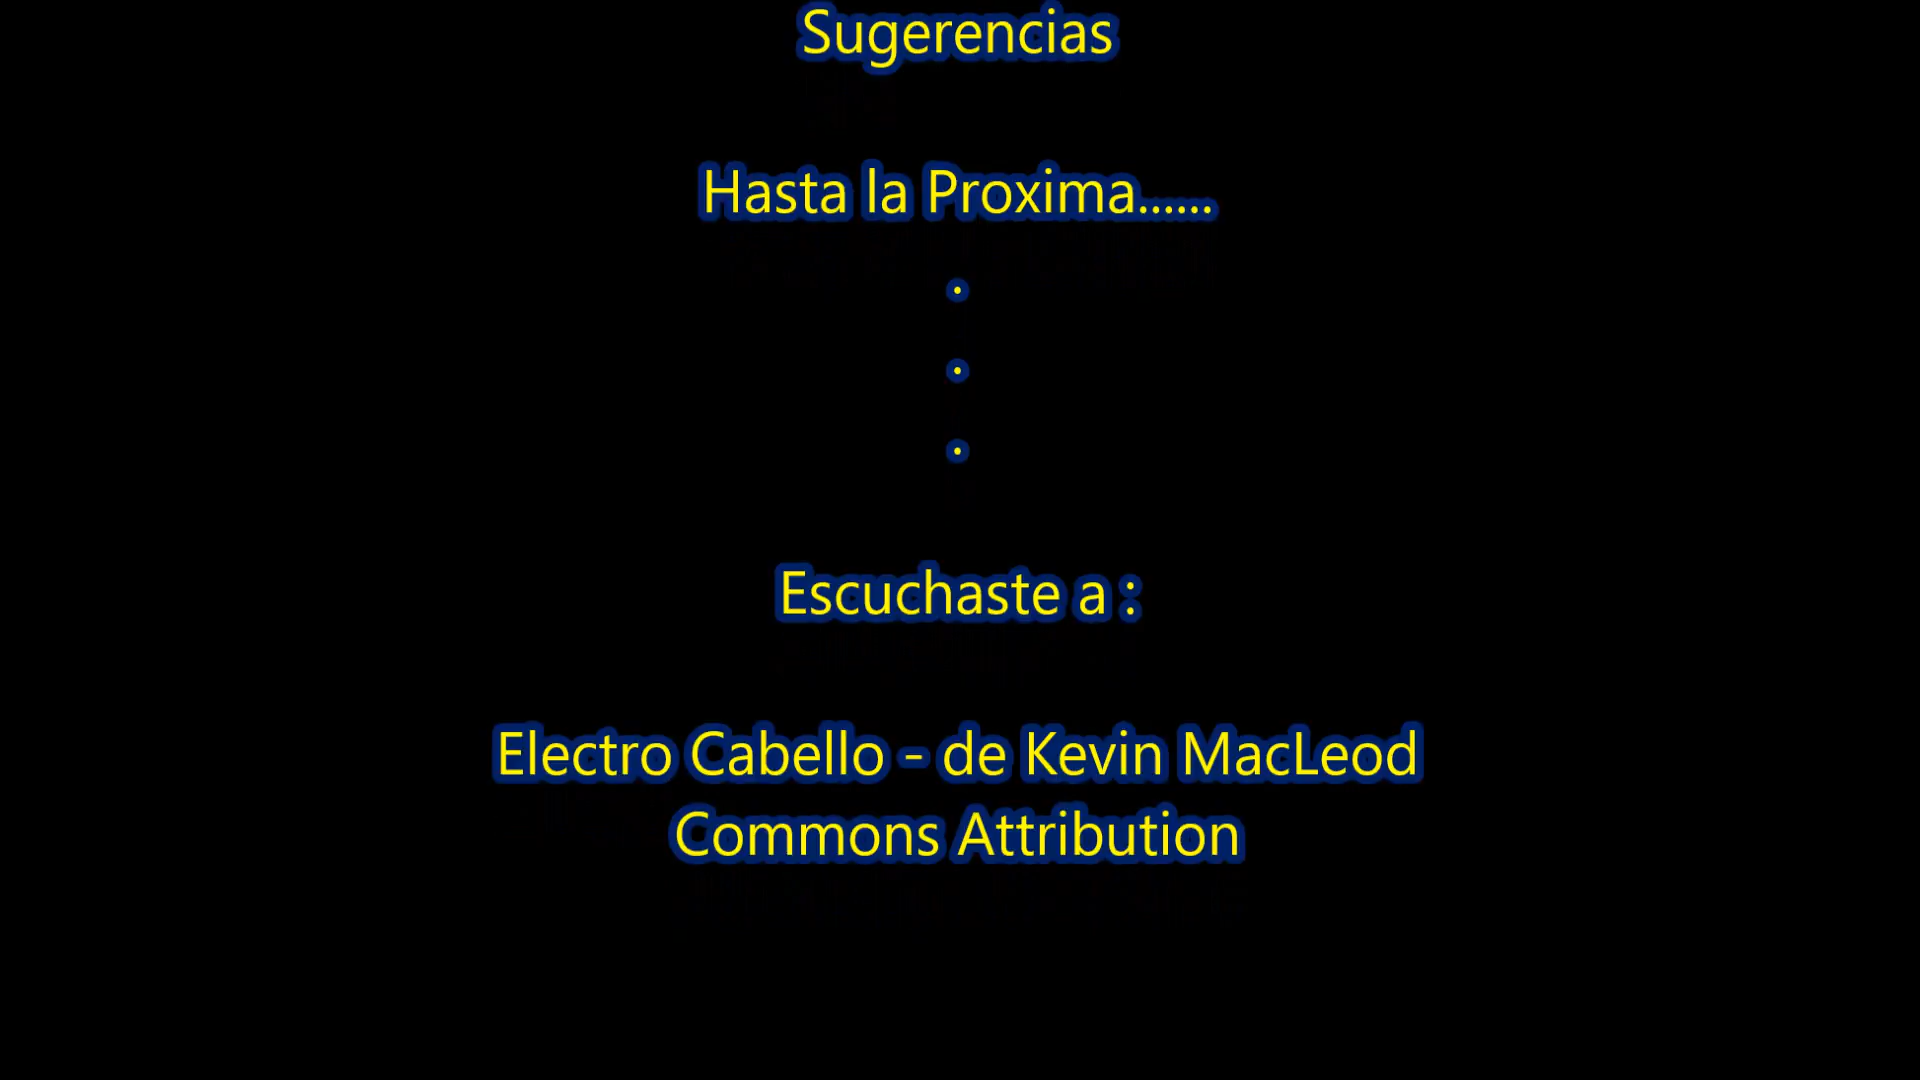 Sugerencias
Hasta la Proxima......
.
.
.
Escuchaste a :
Electro Cabello - de Kevin MacLeod
Commons Attribution